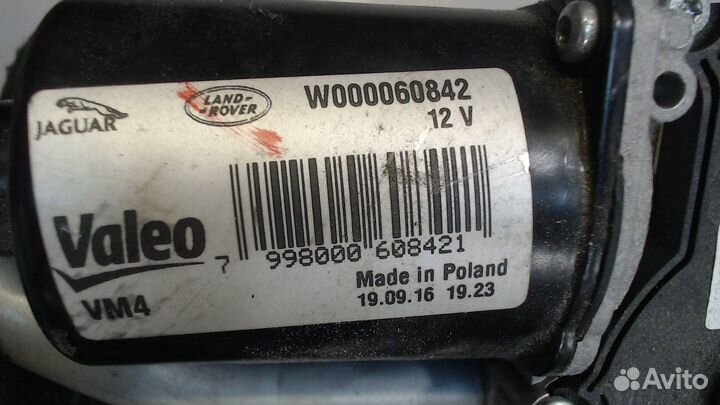 JAGUAR
LAND-
-ROVER
W000060842
12 V
Valeo
7 998000 608421
VM4
Made in Poland
19.09.16 19.23
Avito